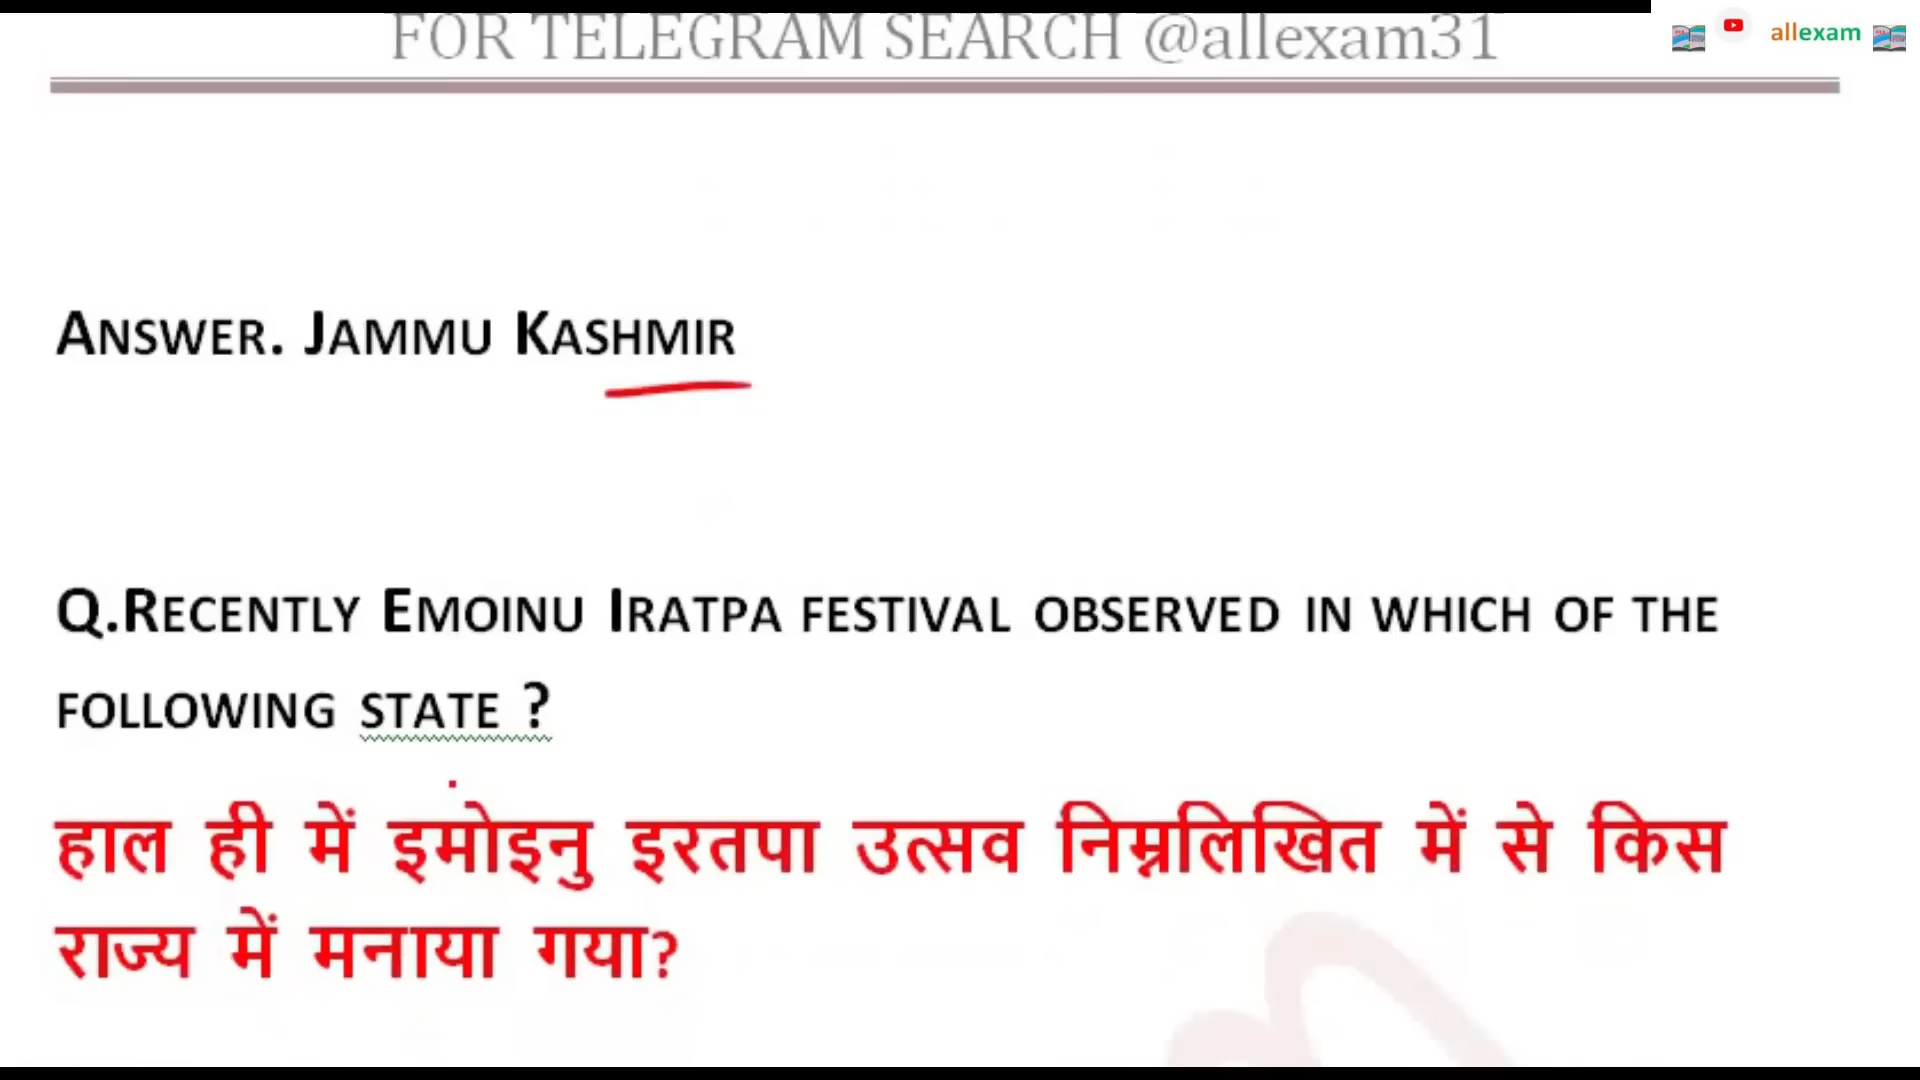 FOR TELEGRAM SEARCH @allexam31
allexam
ANSWER. JAMMU KASHMIR
Q.RECENTLY EMOINU IRATPA FESTIVAL OBSERVED IN WHICH OF THE
FOLLOWING STATE ?
हाल ही में इमोइनु इरतपा उत्सव निम्नलिखित में से किस
राज्य में मनाया गया?